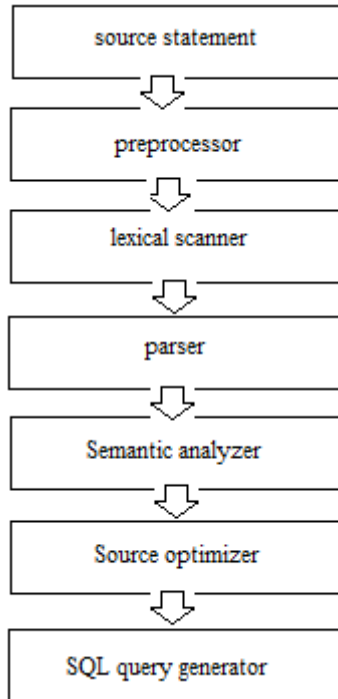 source statement
preprocessor
lexical scanner
parser
Semantic analyzer
Source optimizer
SQL query generator